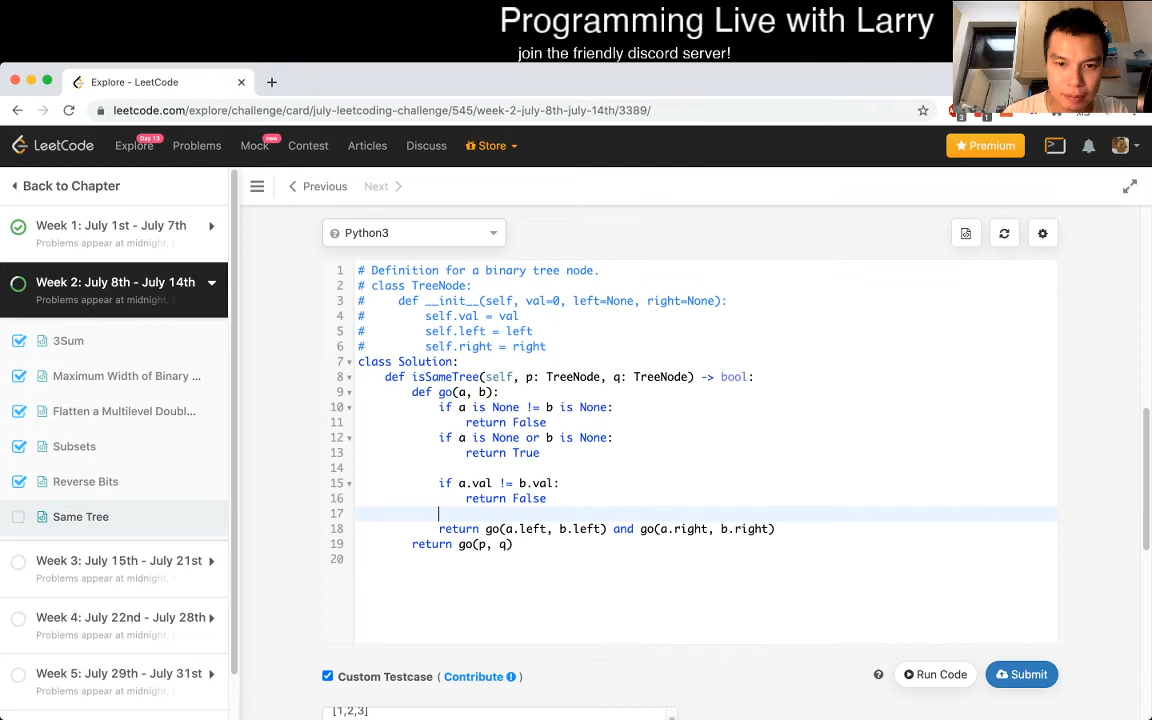 Programming Live with Larry
join the friendly discord server!
Explore - LeetCode
leetcode.com/explore/challenge/card/july-leetcoding-challenge/545/week-2-july-8th-july-14th/3389/
3
1
LeetCode
Explore
Day 13
Problems
Mock
new
Contest
Articles
Discuss
Store
Premium
Back to Chapter
Previous
Next
Week 1: July 1st - July 7th
Problems appear at midnight,
Week 2: July 8th - July 14th
Problems appear at midnight,
3Sum
Maximum Width of Binary ...
Flatten a Multilevel Doubl...
Subsets
Reverse Bits
Same Tree
Week 3: July 15th - July 21st
Problems appear at midnight,
Week 4: July 22nd - July 28th
Problems appear at midnight,
Week 5: July 29th - July 31st
Problems appear at midnight,
Python3
1 # Definition for a binary tree node.
2 # class TreeNode:
3 #     def __init__(self, val=0, left=None, right=None):
4 #         self.val = val
5 #         self.left = left
6 #         self.right = right
7 class Solution:
8     def isSameTree(self, p: TreeNode, q: TreeNode) -> bool:
9         def go(a, b):
10             if a is None != b is None:
11                 return False
12             if a is None or b is None:
13                 return True
14
15             if a.val != b.val:
16                 return False
17
18             return go(a.left, b.left) and go(a.right, b.right)
19         return go(p, q)
20
Custom Testcase ( Contribute )
Run Code
Submit
[1,2,3]